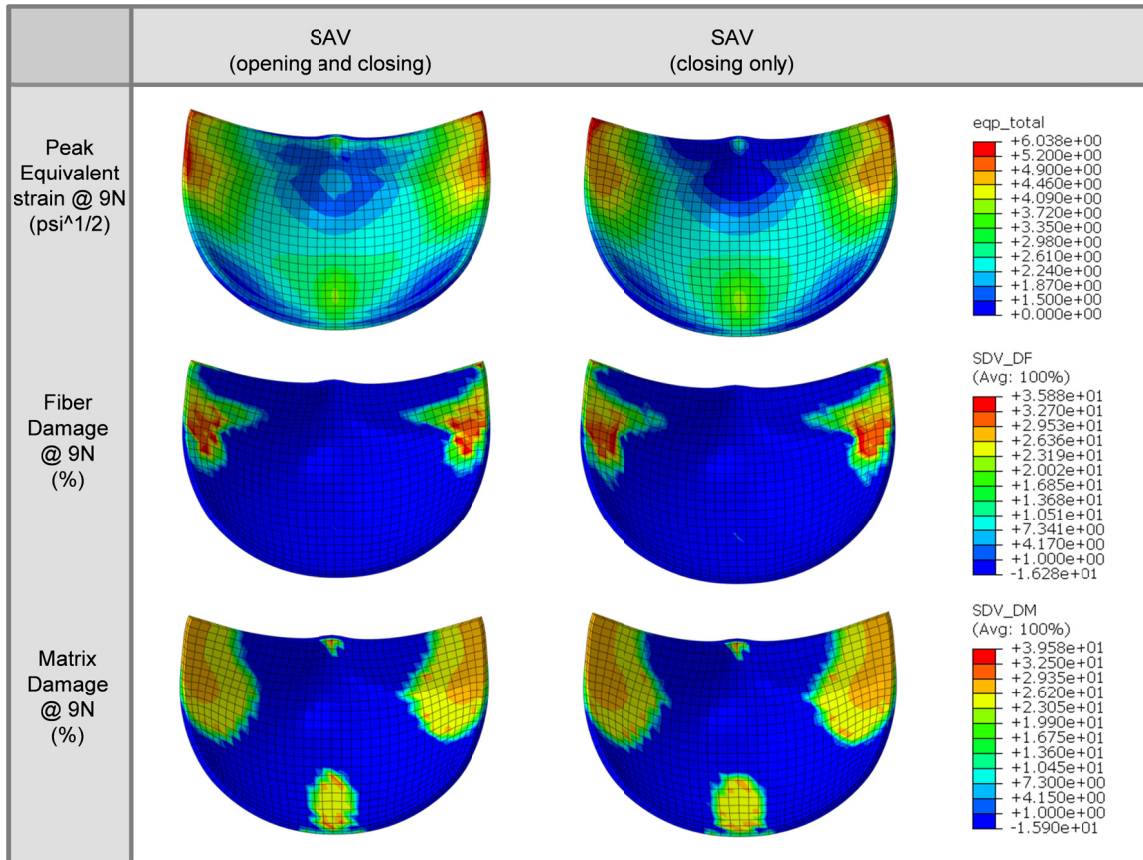 SAV
(opening and closing)
SAV
(closing only)
Peak
Equivalent
strain @ 9N
(psi^1/2)
eqp_total
+6.038e+00
+5.200e+00
+4.900e+00
+4.460e+00
+4.090e+00
+3.720e+00
+3.350e+00
+2.980e+00
+2.610e+00
+2.240e+00
+1.870e+00
+1.500e+00
+0.000e+00
Fiber
Damage
@ 9N
(%)
SDV_DF
(Avg: 100%)
+3.588e+01
+3.270e+01
+2.953e+01
+2.636e+01
+2.319e+01
+2.002e+01
+1.685e+01
+1.368e+01
+1.051e+01
+7.341e+00
+4.170e+00
+1.000e+00
-1.628e+01
Matrix
Damage
@ 9N
(%)
SDV_DM
(Avg: 100%)
+3.958e+01
+3.250e+01
+2.935e+01
+2.620e+01
+2.305e+01
+1.990e+01
+1.675e+01
+1.360e+01
+1.045e+01
+7.300e+00
+4.150e+00
+1.000e+00
-1.590e+01